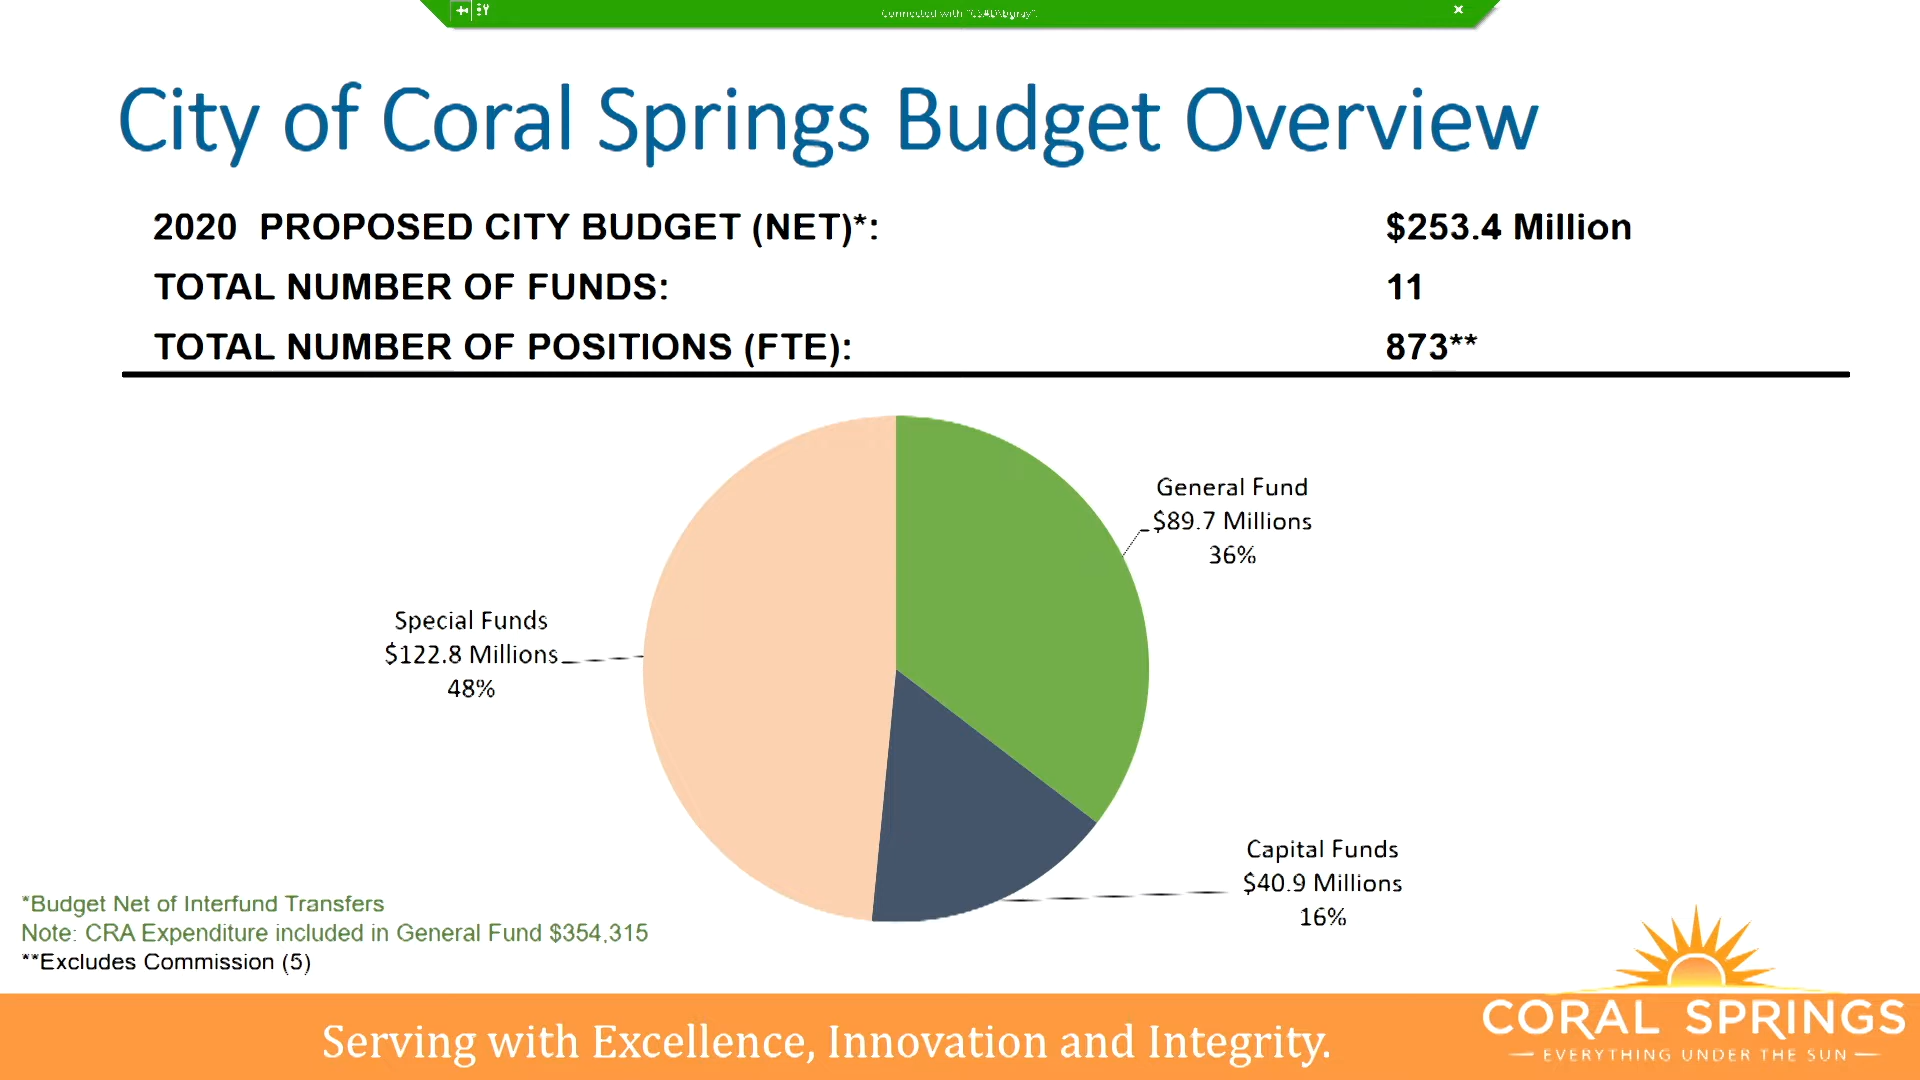 Connected with
City of Coral Springs Budget Overview
2020 PROPOSED CITY BUDGET (NET)*: $253.4 Million
TOTAL NUMBER OF FUNDS: 11
TOTAL NUMBER OF POSITIONS (FTE): 873**
General Fund
$89.7 Millions
36%
Special Funds
$122.8 Millions
48%
Capital Funds
$40.9 Millions
16%
*Budget Net of Interfund Transfers
Note: CRA Expenditure included in General Fund $354,315
**Excludes Commission (5)
Serving with Excellence, Innovation and Integrity.
CORAL SPRINGS
EVERYTHING UNDER THE SUN